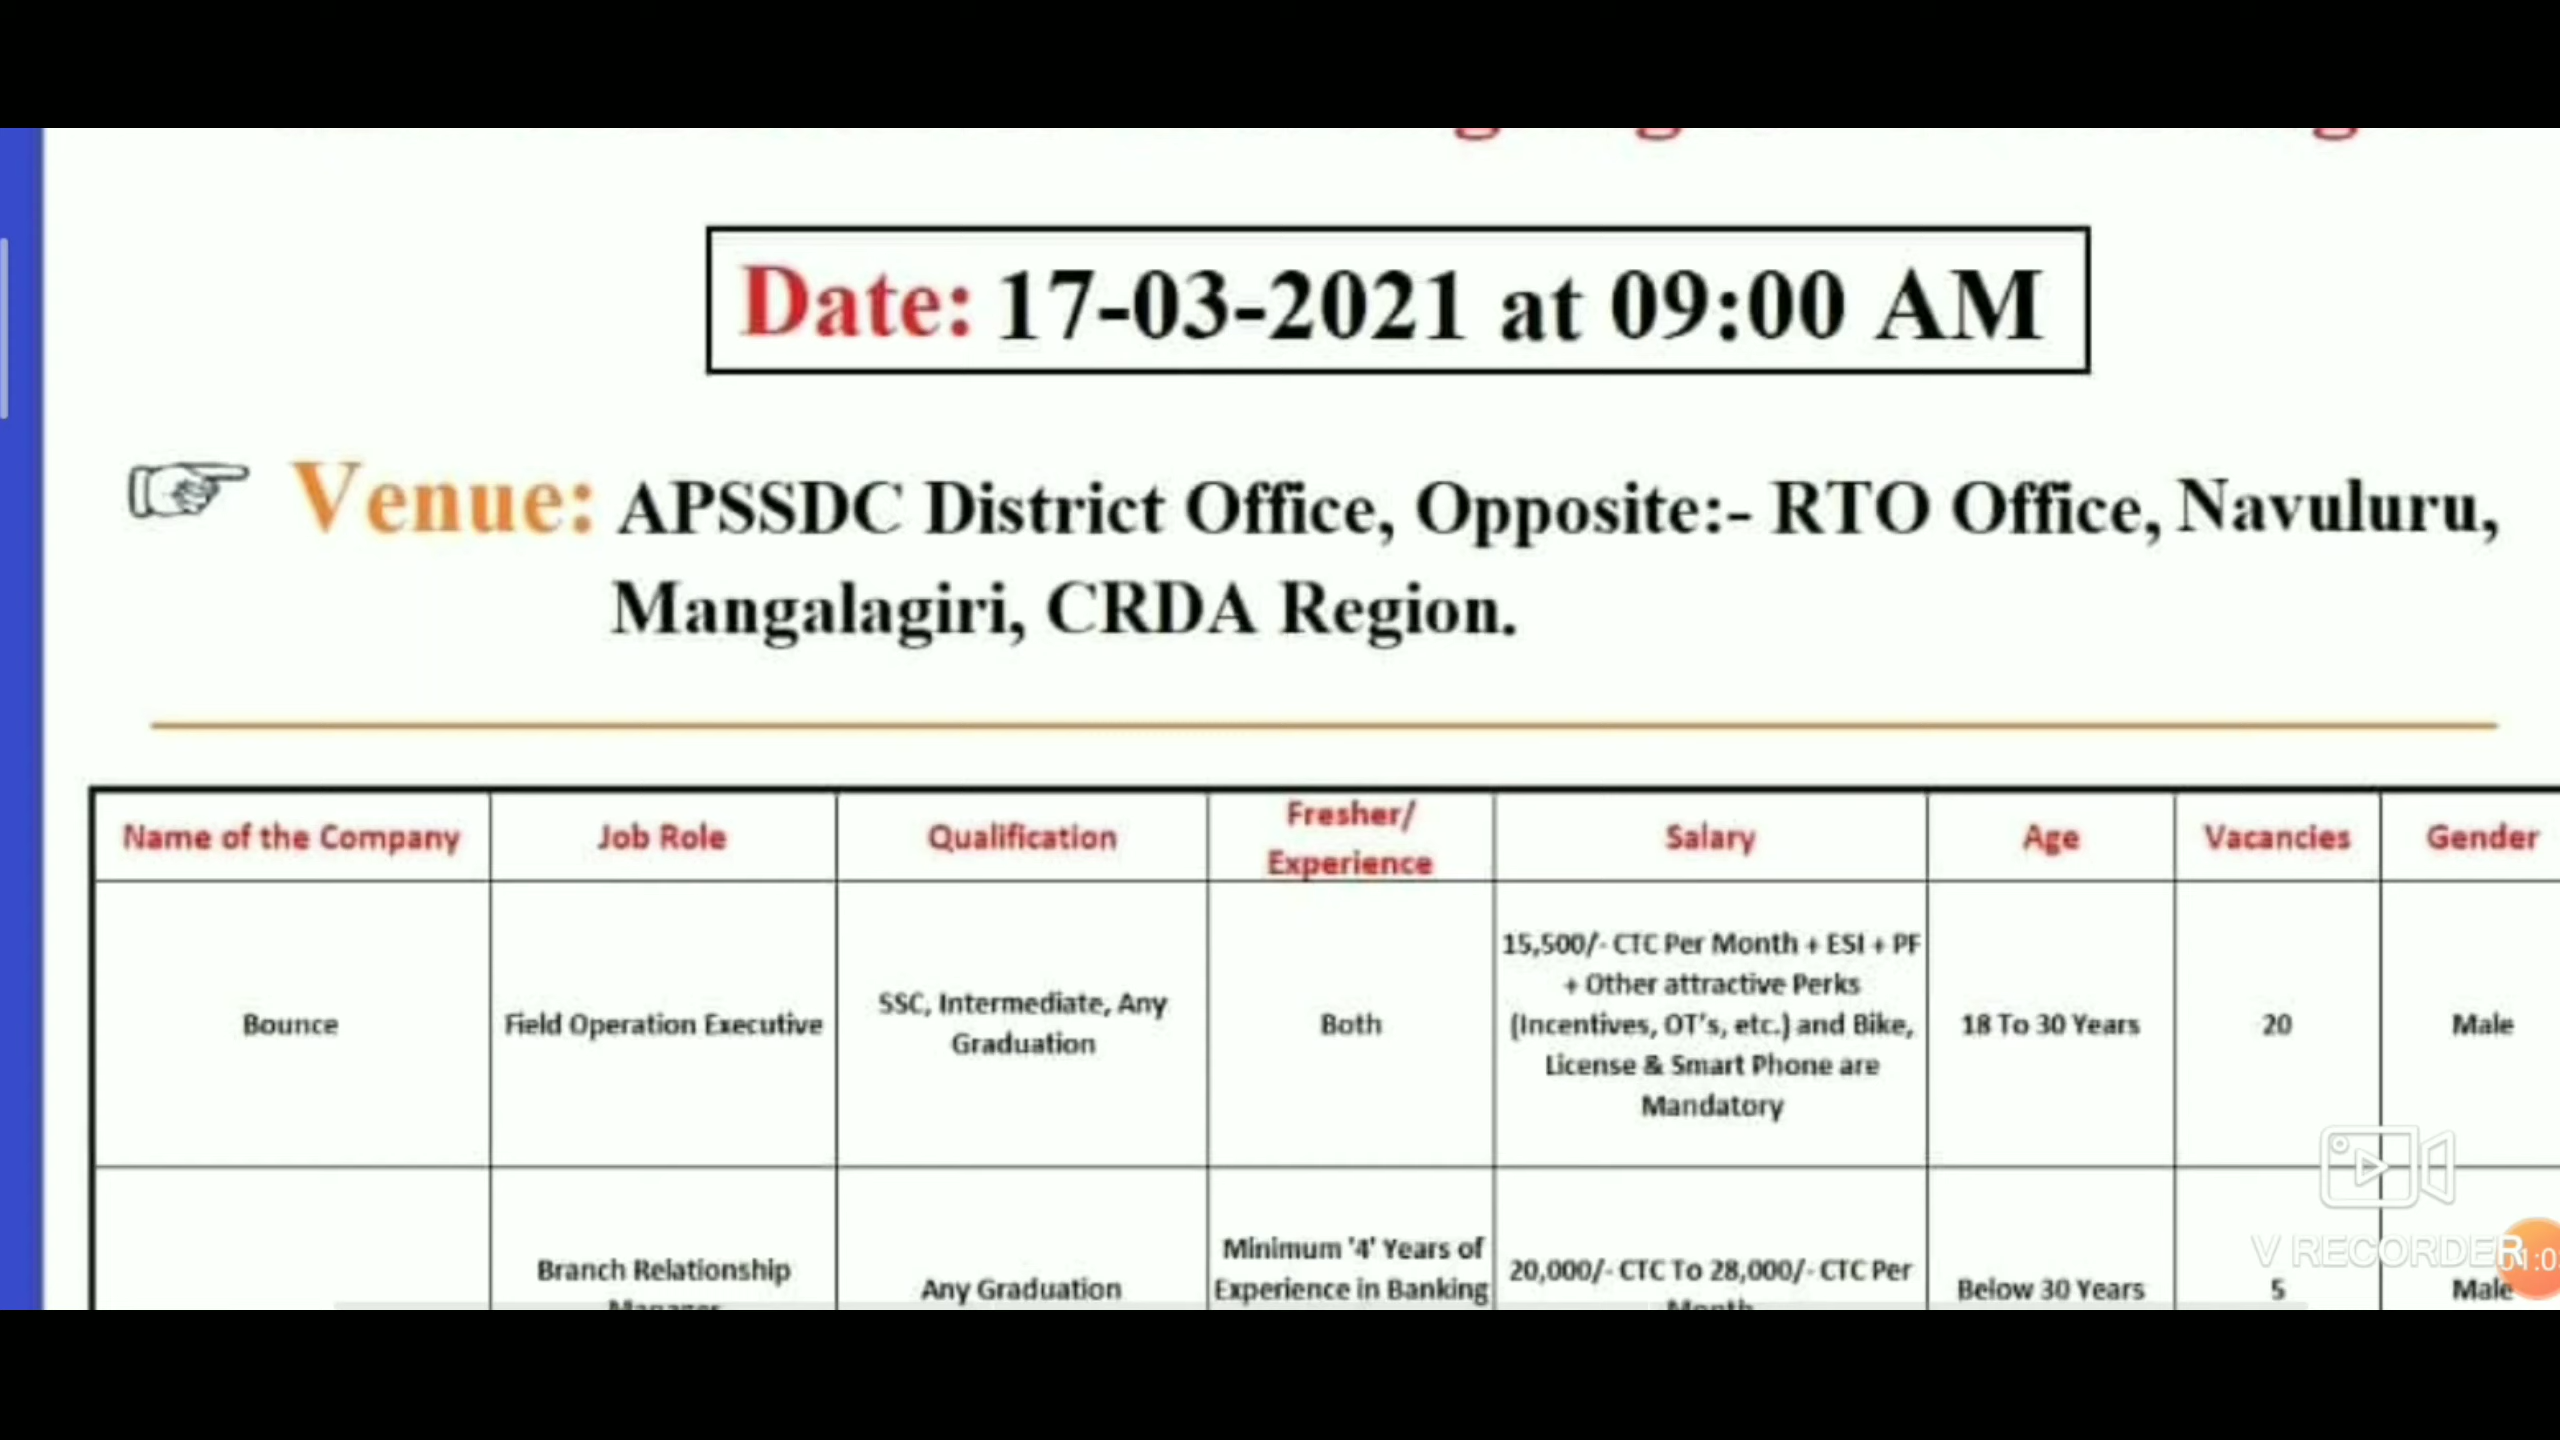 Date: 17-03-2021 at 09:00 AM
Venue: APSSDC District Office, Opposite:- RTO Office, Navuluru,
Mangalagiri, CRDA Region.
Name of the Company
Job Role
Qualification
Fresher/
Experience
Salary
Age
Vacancies
Gender
Bounce
Field Operation Executive
SSC, Intermediate, Any
Graduation
Both
15,500/- CTC Per Month + ESI + PF
+ Other attractive Perks
(Incentives, OT's, etc.) and Bike,
License & Smart Phone are
Mandatory
18 To 30 Years
20
Male
Branch Relationship
Manager
Any Graduation
Minimum '4' Years of
Experience in Banking
20,000/- CTC To 28,000/- CTC Per
Month
Below 30 Years
5
Male
V RECORDER